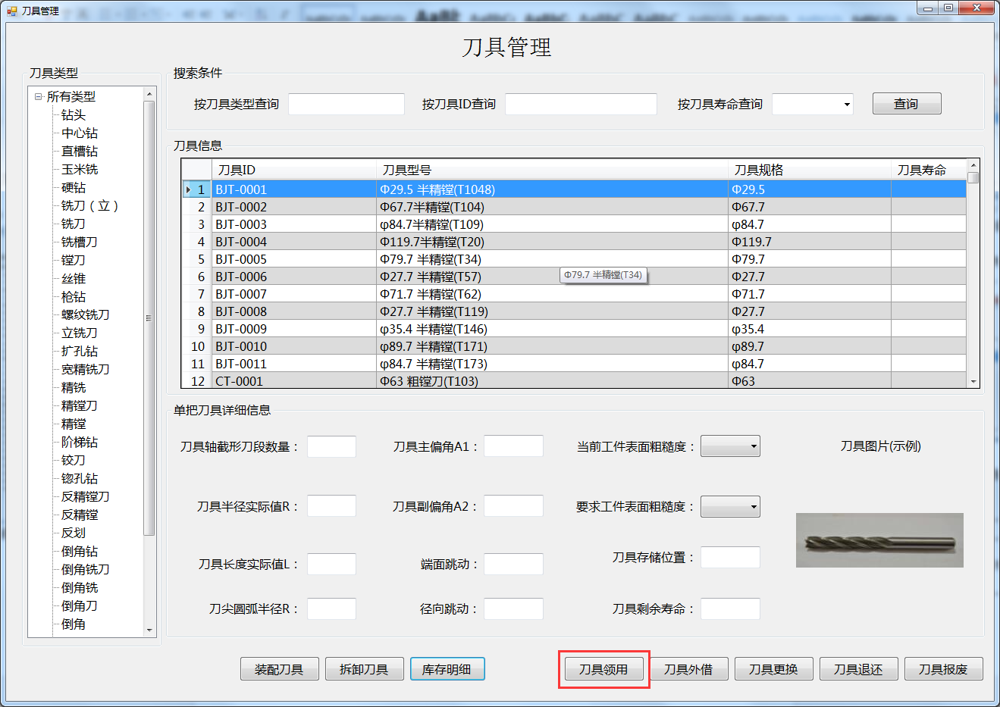 刀具管理
刀具管理
刀具类型
所有类型
钻头
中心钻
直槽钻
玉米铣
硬钻
铣刀（立）
铣刀
铣槽刀
镗刀
丝锥
枪钻
螺纹铣刀
立铣刀
扩孔钻
宽精铣刀
精铣
精镗刀
精镗
阶梯钻
铰刀
锪孔钻
反精镗刀
反精镗
反划
倒角钻
倒角铣刀
倒角铣
倒角刀
倒角
搜索条件
按刀具类型查询 按刀具ID查询 按刀具寿命查询 查询
刀具信息
刀具ID 刀具型号 刀具规格 刀具寿命
1 BJT-0001 Φ29.5 半精镗(T1048) Φ29.5
2 BJT-0002 Φ67.7半精镗(T104) Φ67.7
3 BJT-0003 φ84.7半精镗(T109) φ84.7
4 BJT-0004 Φ119.7半精镗(T20) Φ119.7
5 BJT-0005 Φ79.7 半精镗(T34) Φ79.7
6 BJT-0006 Φ27.7 半精镗(T57) Φ27.7
Φ79.7 半精镗(T34)
7 BJT-0007 Φ71.7 半精镗(T62) Φ71.7
8 BJT-0008 Φ27.7 半精镗(T119) Φ27.7
9 BJT-0009 φ35.4 半精镗(T146) φ35.4
10 BJT-0010 φ89.7 半精镗(T171) φ89.7
11 BJT-0011 φ84.7 半精镗(T173) φ84.7
12 CT-0001 Φ63 粗镗刀(T103) Φ63
单把刀具详细信息
刀具轴截形刀段数量： 刀具主偏角A1： 当前工件表面粗糙度： 刀具图片(示例)
刀具半径实际值R： 刀具副偏角A2： 要求工件表面粗糙度：
刀具长度实际值L： 端面跳动： 刀具存储位置：
刀尖圆弧半径R： 径向跳动： 刀具剩余寿命：
装配刀具 拆卸刀具 库存明细 刀具领用 刀具外借 刀具更换 刀具退还 刀具报废